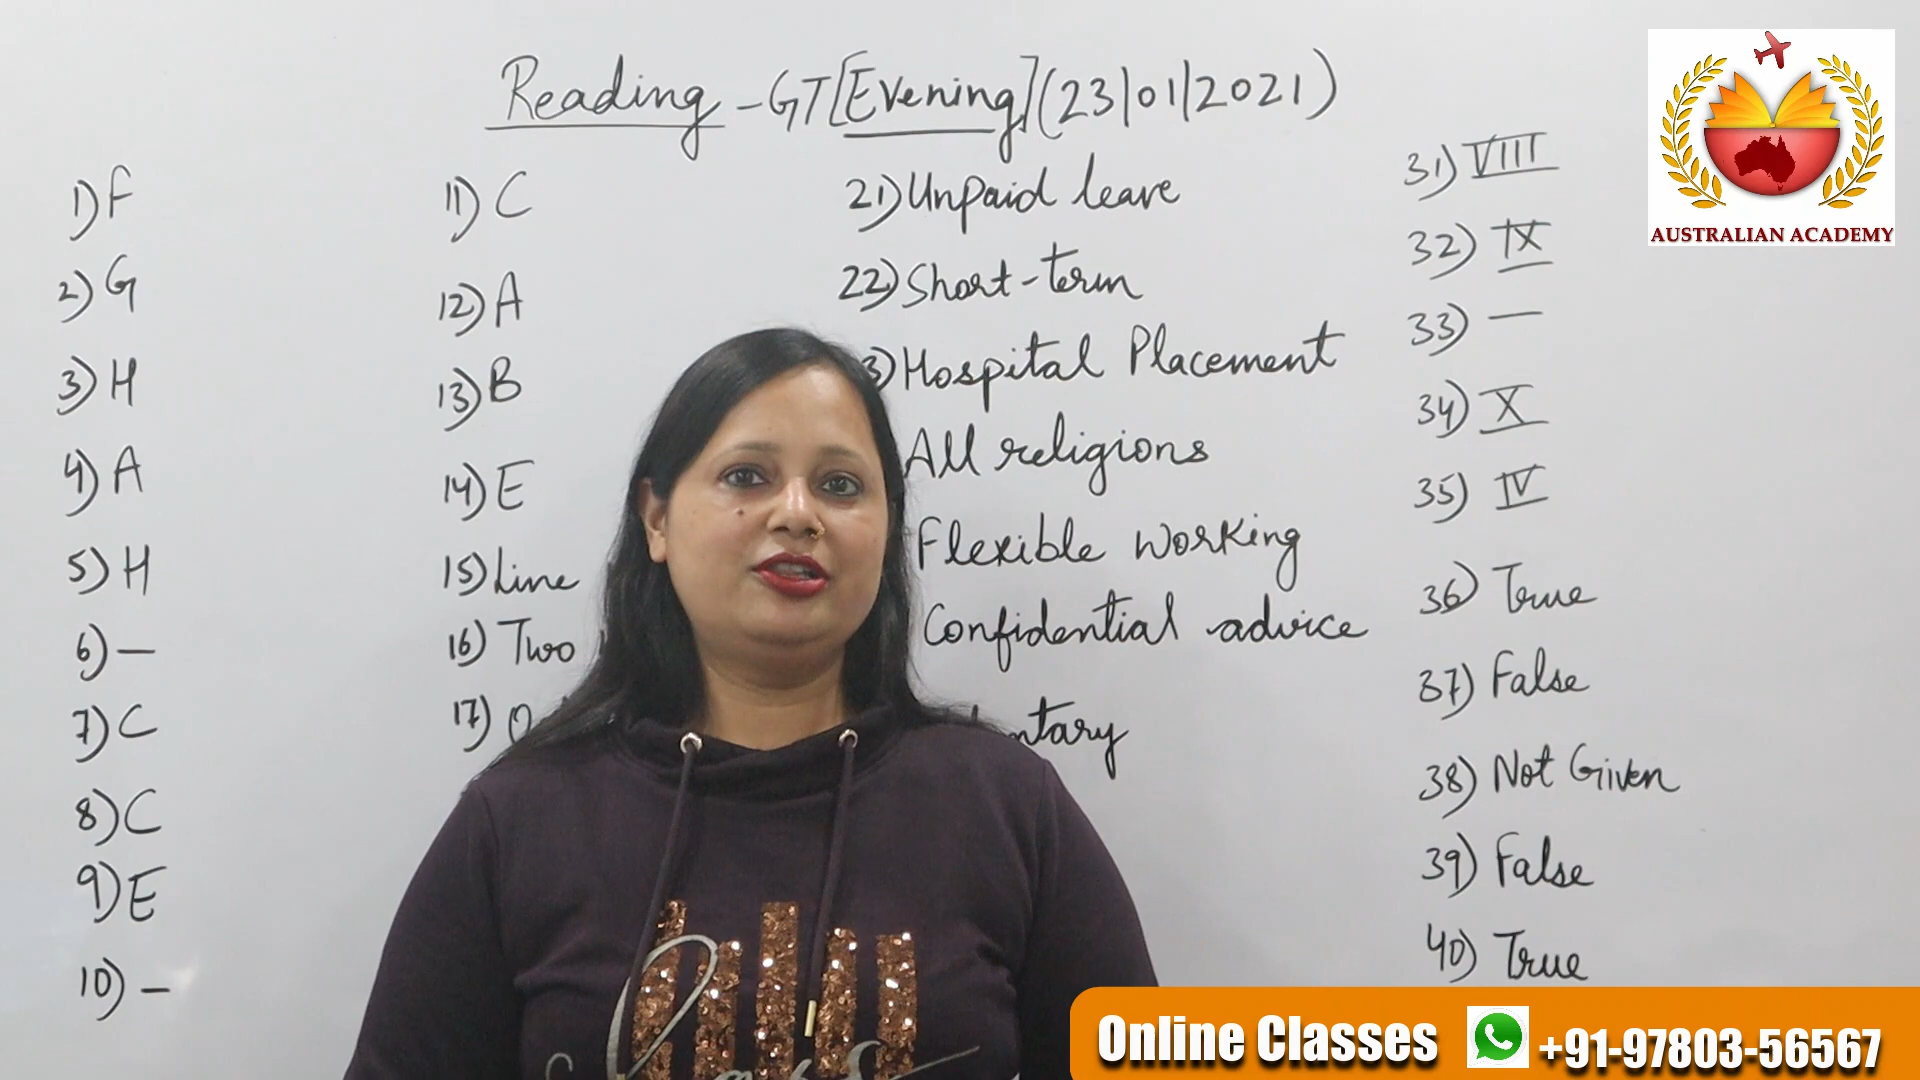 Reading - GT [Evening] (23/01/2021)
1) F
2) G
3) H
4) A
5) H
6) —
7) C
8) C
9) E
10) —
11) C
12) A
13) B
14) E
15) Line
16) Two
17)
21) Unpaid leave
22) Short-term
3) Hospital Placement
All religions
Flexible working
Confidential advice
ntary
31) VIII
32) IX
33) —
34) X
35) IV
36) True
37) False
38) Not Given
39) False
40) True
AUSTRALIAN ACADEMY
Online Classes +91-97803-56567